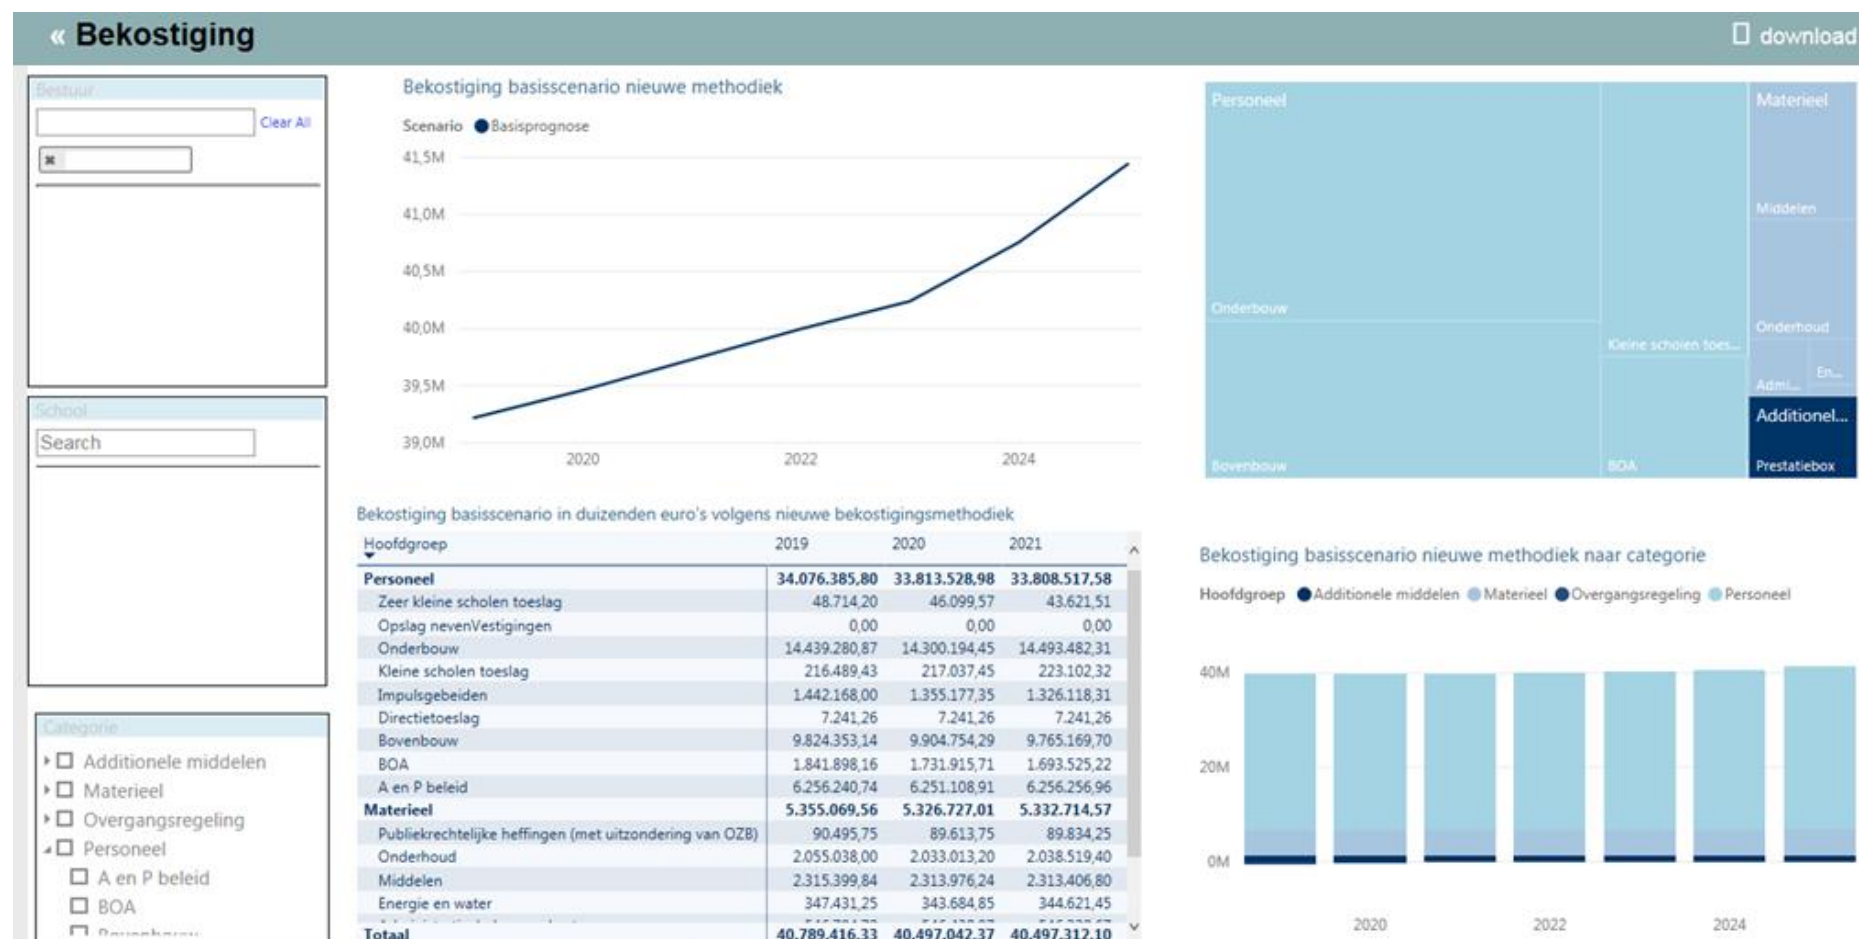 « Bekostiging
download
Bestuur
Clear All
School
Search
Categorie
Additionele middelen
Materieel
Overgangsregeling
Personeel
A en P beleid
BOA
Bekostiging basisscenario nieuwe methodiek
Scenario Basisprognose
41,5M
41,0M
40,5M
40,0M
39,5M
39,0M
2020 2022 2024
Bekostiging basisscenario in duizenden euro's volgens nieuwe bekostigingsmethodiek
Hoofdgroep 2019 2020 2021
Personeel 34.076.385,80 33.813.528,98 33.808.517,58
Zeer kleine scholen toeslag 48.714,20 46.099,57 43.621,51
Opslag nevenVestigingen 0,00 0,00 0,00
Onderbouw 14.439.280,87 14.300.194,45 14.493.482,31
Kleine scholen toeslag 216.489,43 217.037,45 223.102,32
Impulsgebeiden 1.442.168,00 1.355.177,35 1.326.118,31
Directietoeslag 7.241,26 7.241,26 7.241,26
Bovenbouw 9.824.353,14 9.904.754,29 9.765.169,70
BOA 1.841.898,16 1.731.915,71 1.693.525,22
A en P beleid 6.256.240,74 6.251.108,91 6.256.256,96
Materieel 5.355.069,56 5.326.727,01 5.332.714,57
Publiekrechtelijke heffingen (met uitzondering van OZB) 90.495,75 89.613,75 89.834,25
Onderhoud 2.055.038,00 2.033.013,20 2.038.519,40
Middelen 2.315.399,84 2.313.976,24 2.313.406,80
Energie en water 347.431,25 343.684,85 344.621,45
Totaal 40.789.416,33 40.497.042,37 40.497.312,10
Personeel
Onderbouw
Bovenbouw
Kleine scholen toes...
BOA
Materieel
Middelen
Onderhoud
Admi...
En...
Additionel...
Prestatiebox
Bekostiging basisscenario nieuwe methodiek naar categorie
Hoofdgroep Additionele middelen Materieel Overgangsregeling Personeel
40M
20M
0M
2020 2022 2024